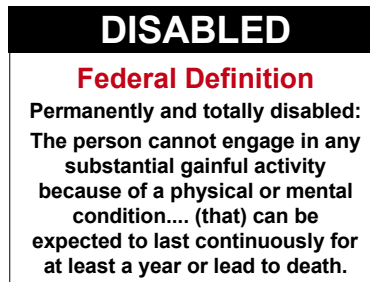 DISABLED
Federal Definition
Permanently and totally disabled:
The person cannot engage in any
substantial gainful activity
because of a physical or mental
condition.... (that) can be
expected to last continuously for
at least a year or lead to death.